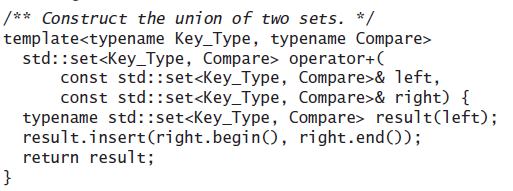 /** Construct the union of two sets. */
template<typename Key_Type, typename Compare>
  std::set<Key_Type, Compare> operator+(
      const std::set<Key_Type, Compare>& left,
      const std::set<Key_Type, Compare>& right) {
  typename std::set<Key_Type, Compare> result(left);
  result.insert(right.begin(), right.end());
  return result;
}